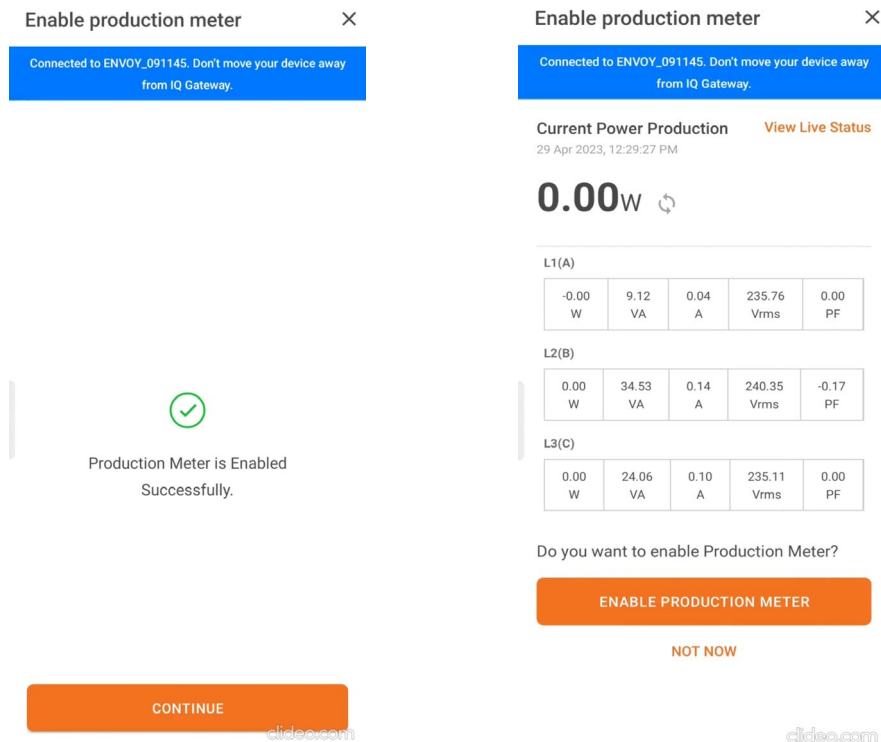 Enable production meter
Connected to ENVOY_091145. Don't move your device away
from IQ Gateway.
Production Meter is Enabled
Successfully.
CONTINUE
clideo.com
Enable production meter
Connected to ENVOY_091145. Don't move your device away
from IQ Gateway.
Current Power Production
View Live Status
29 Apr 2023, 12:29:27 PM
0.00W
L1(A)
-0.00 9.12 0.04 235.76 0.00
W VA A Vrms PF
L2(B)
0.00 34.53 0.14 240.35 -0.17
W VA A Vrms PF
L3(C)
0.00 24.06 0.10 235.11 0.00
W VA A Vrms PF
Do you want to enable Production Meter?
ENABLE PRODUCTION METER
NOT NOW
clideo.com